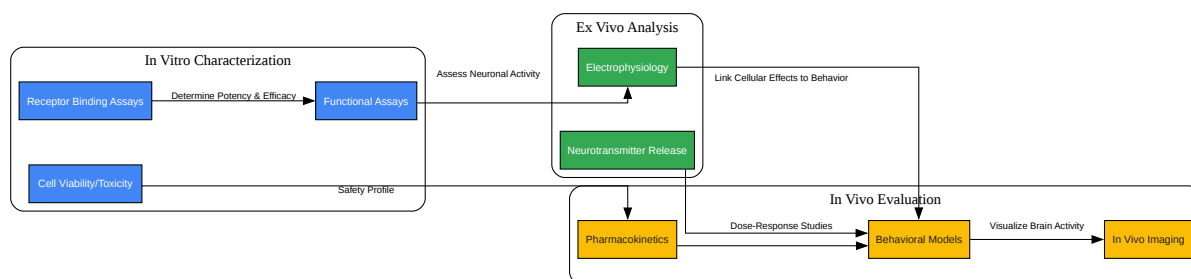 Ex Vivo Analysis
In Vitro Characterization
Electrophysiology
Assess Neuronal Activity
Link Cellular Effects to Behavior
Receptor Binding Assays
Determine Potency & Efficacy
Functional Assays
Neurotransmitter Release
Cell Viability/Toxicity
Safety Profile
In Vivo Evaluation
Pharmacokinetics
Dose-Response Studies
Behavioral Models
Visualize Brain Activity
In Vivo Imaging